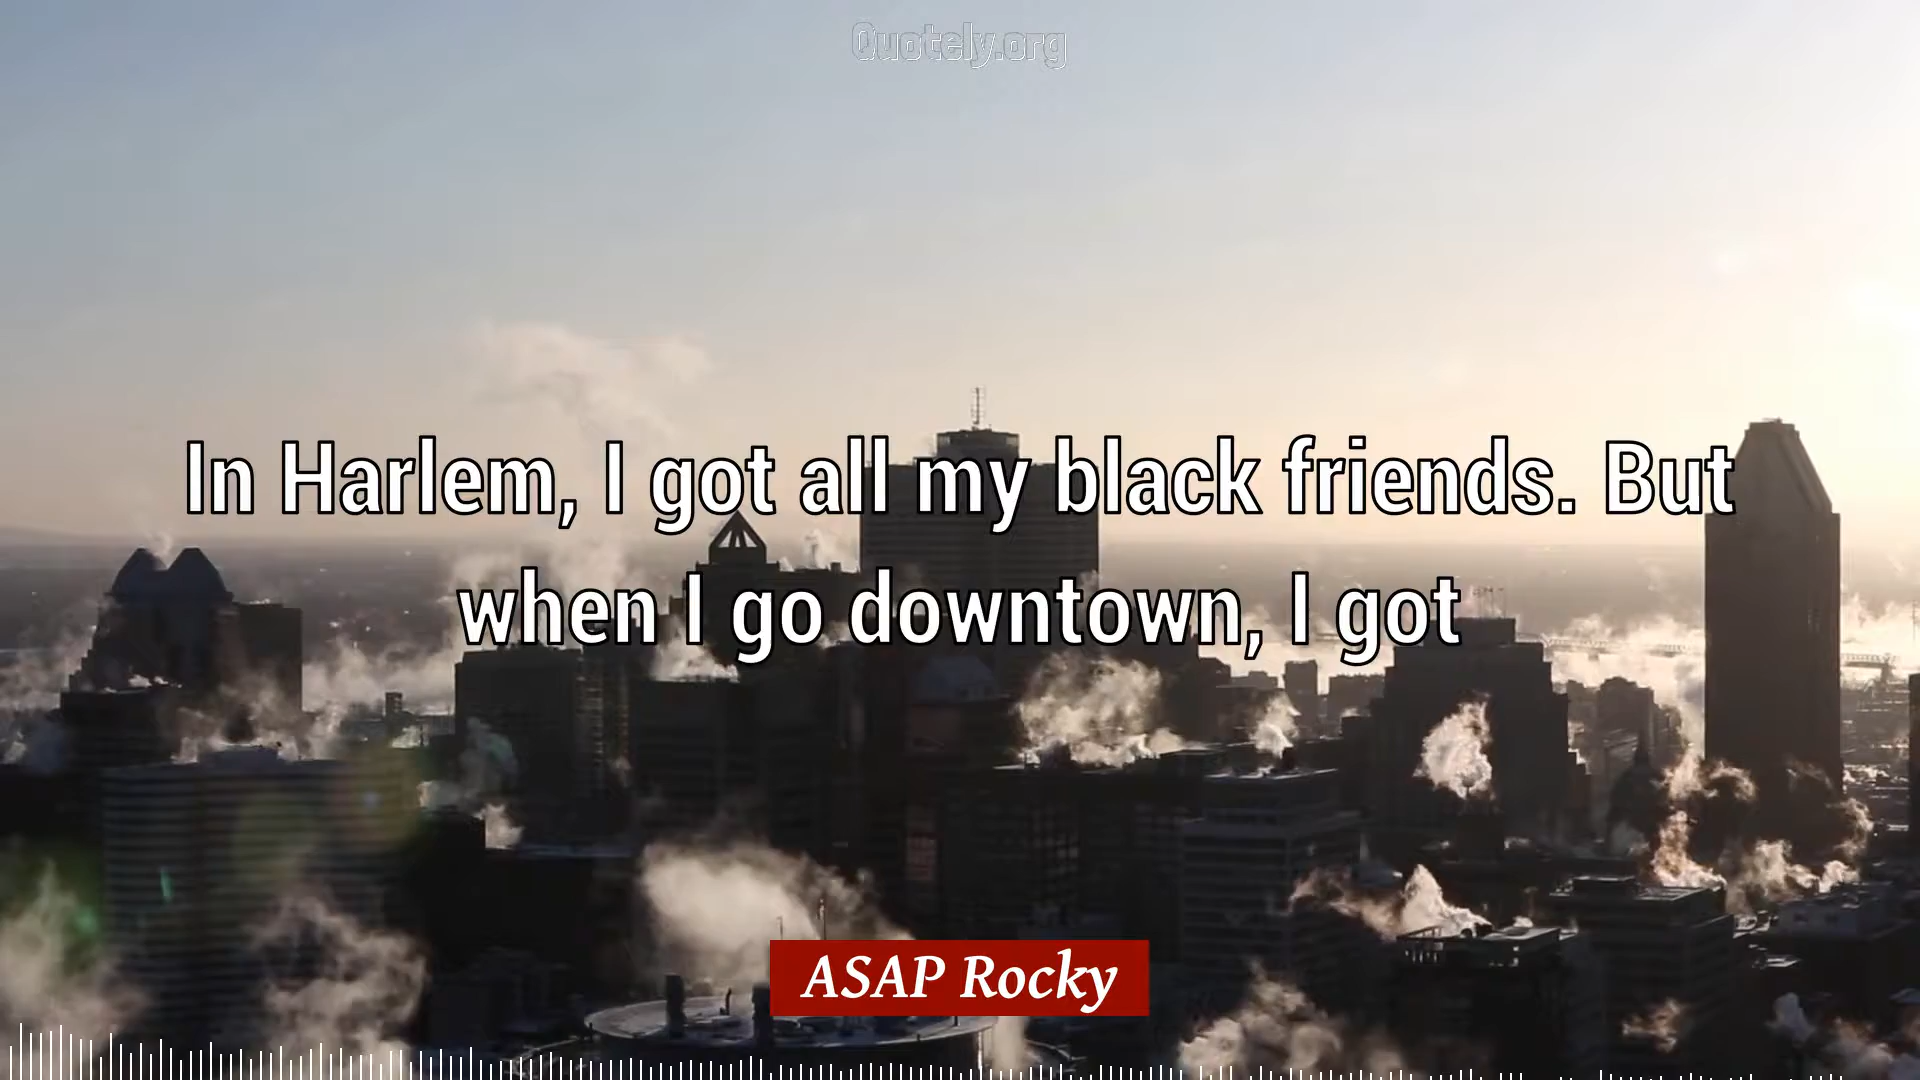 Quotely.org
In Harlem, I got all my black friends. But
when I go downtown, I got
ASAP Rocky